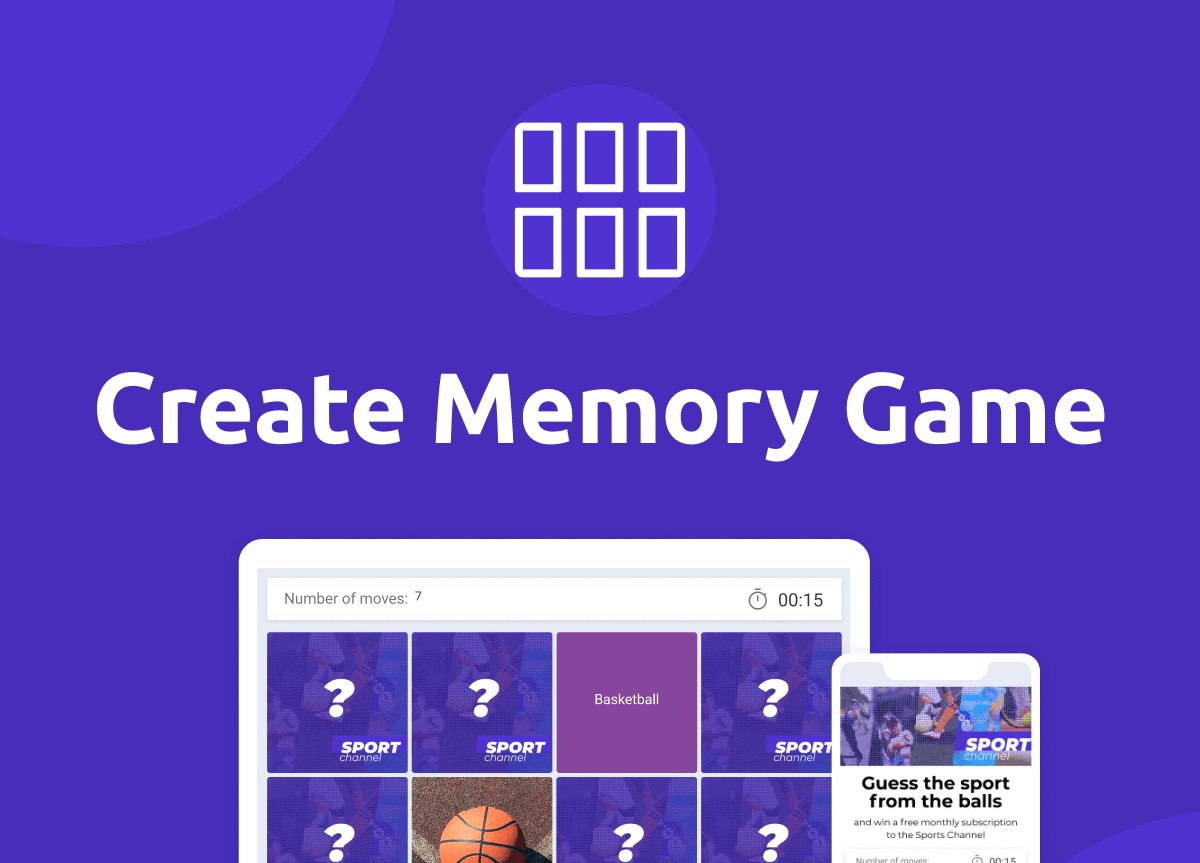 Create Memory Game
Number of moves: 7
00:15
?
?
Basketball
?
SPORT
channel
SPORT
channel
SPORT
channel
?
?
?
SPORT
channel
Guess the sport
from the balls
and win a free monthly subscription
to the Sports Channel
Number of moves:
00:15